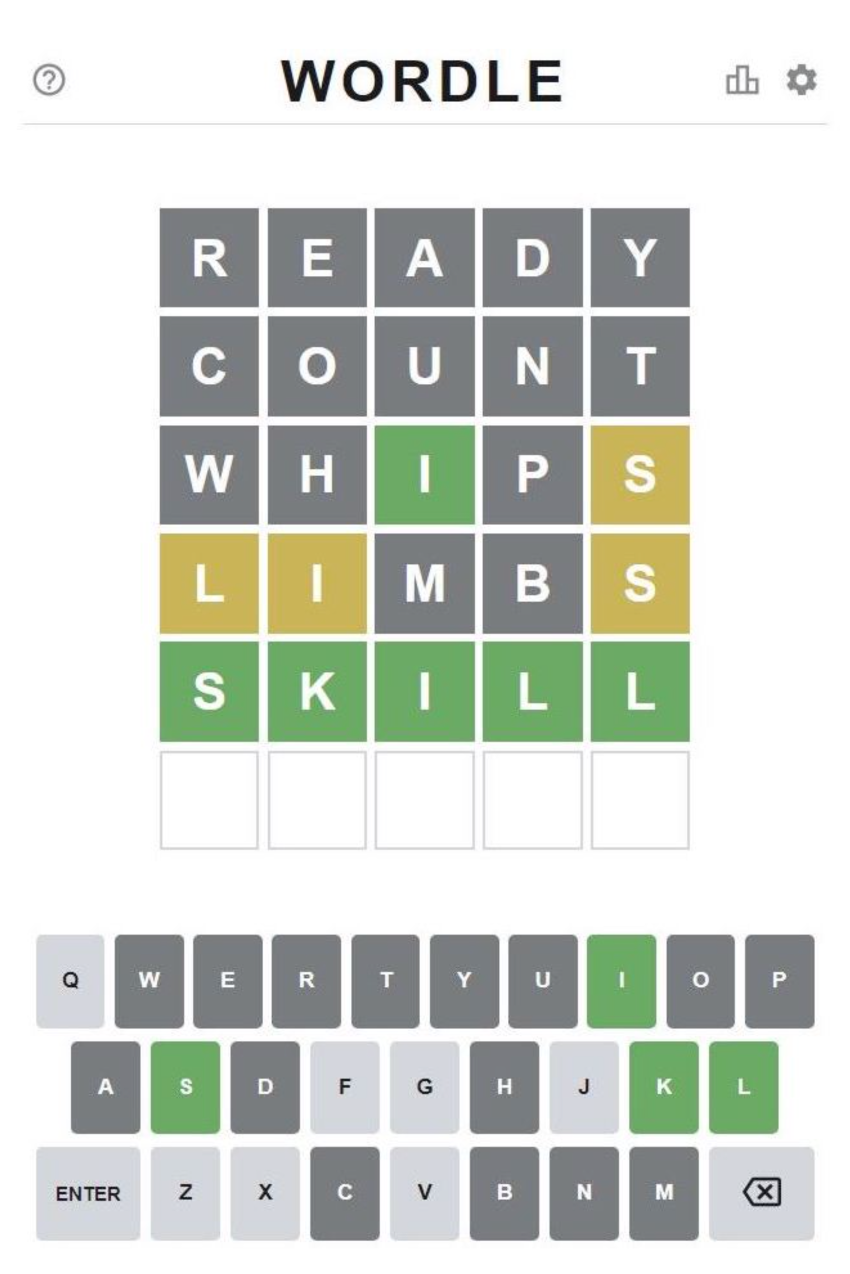 WORDLE
R E A D Y
C O U N T
W H I P S
L I M B S
S K I L L
Q W E R T Y U I O P
A S D F G H J K L
ENTER Z X C V B N M